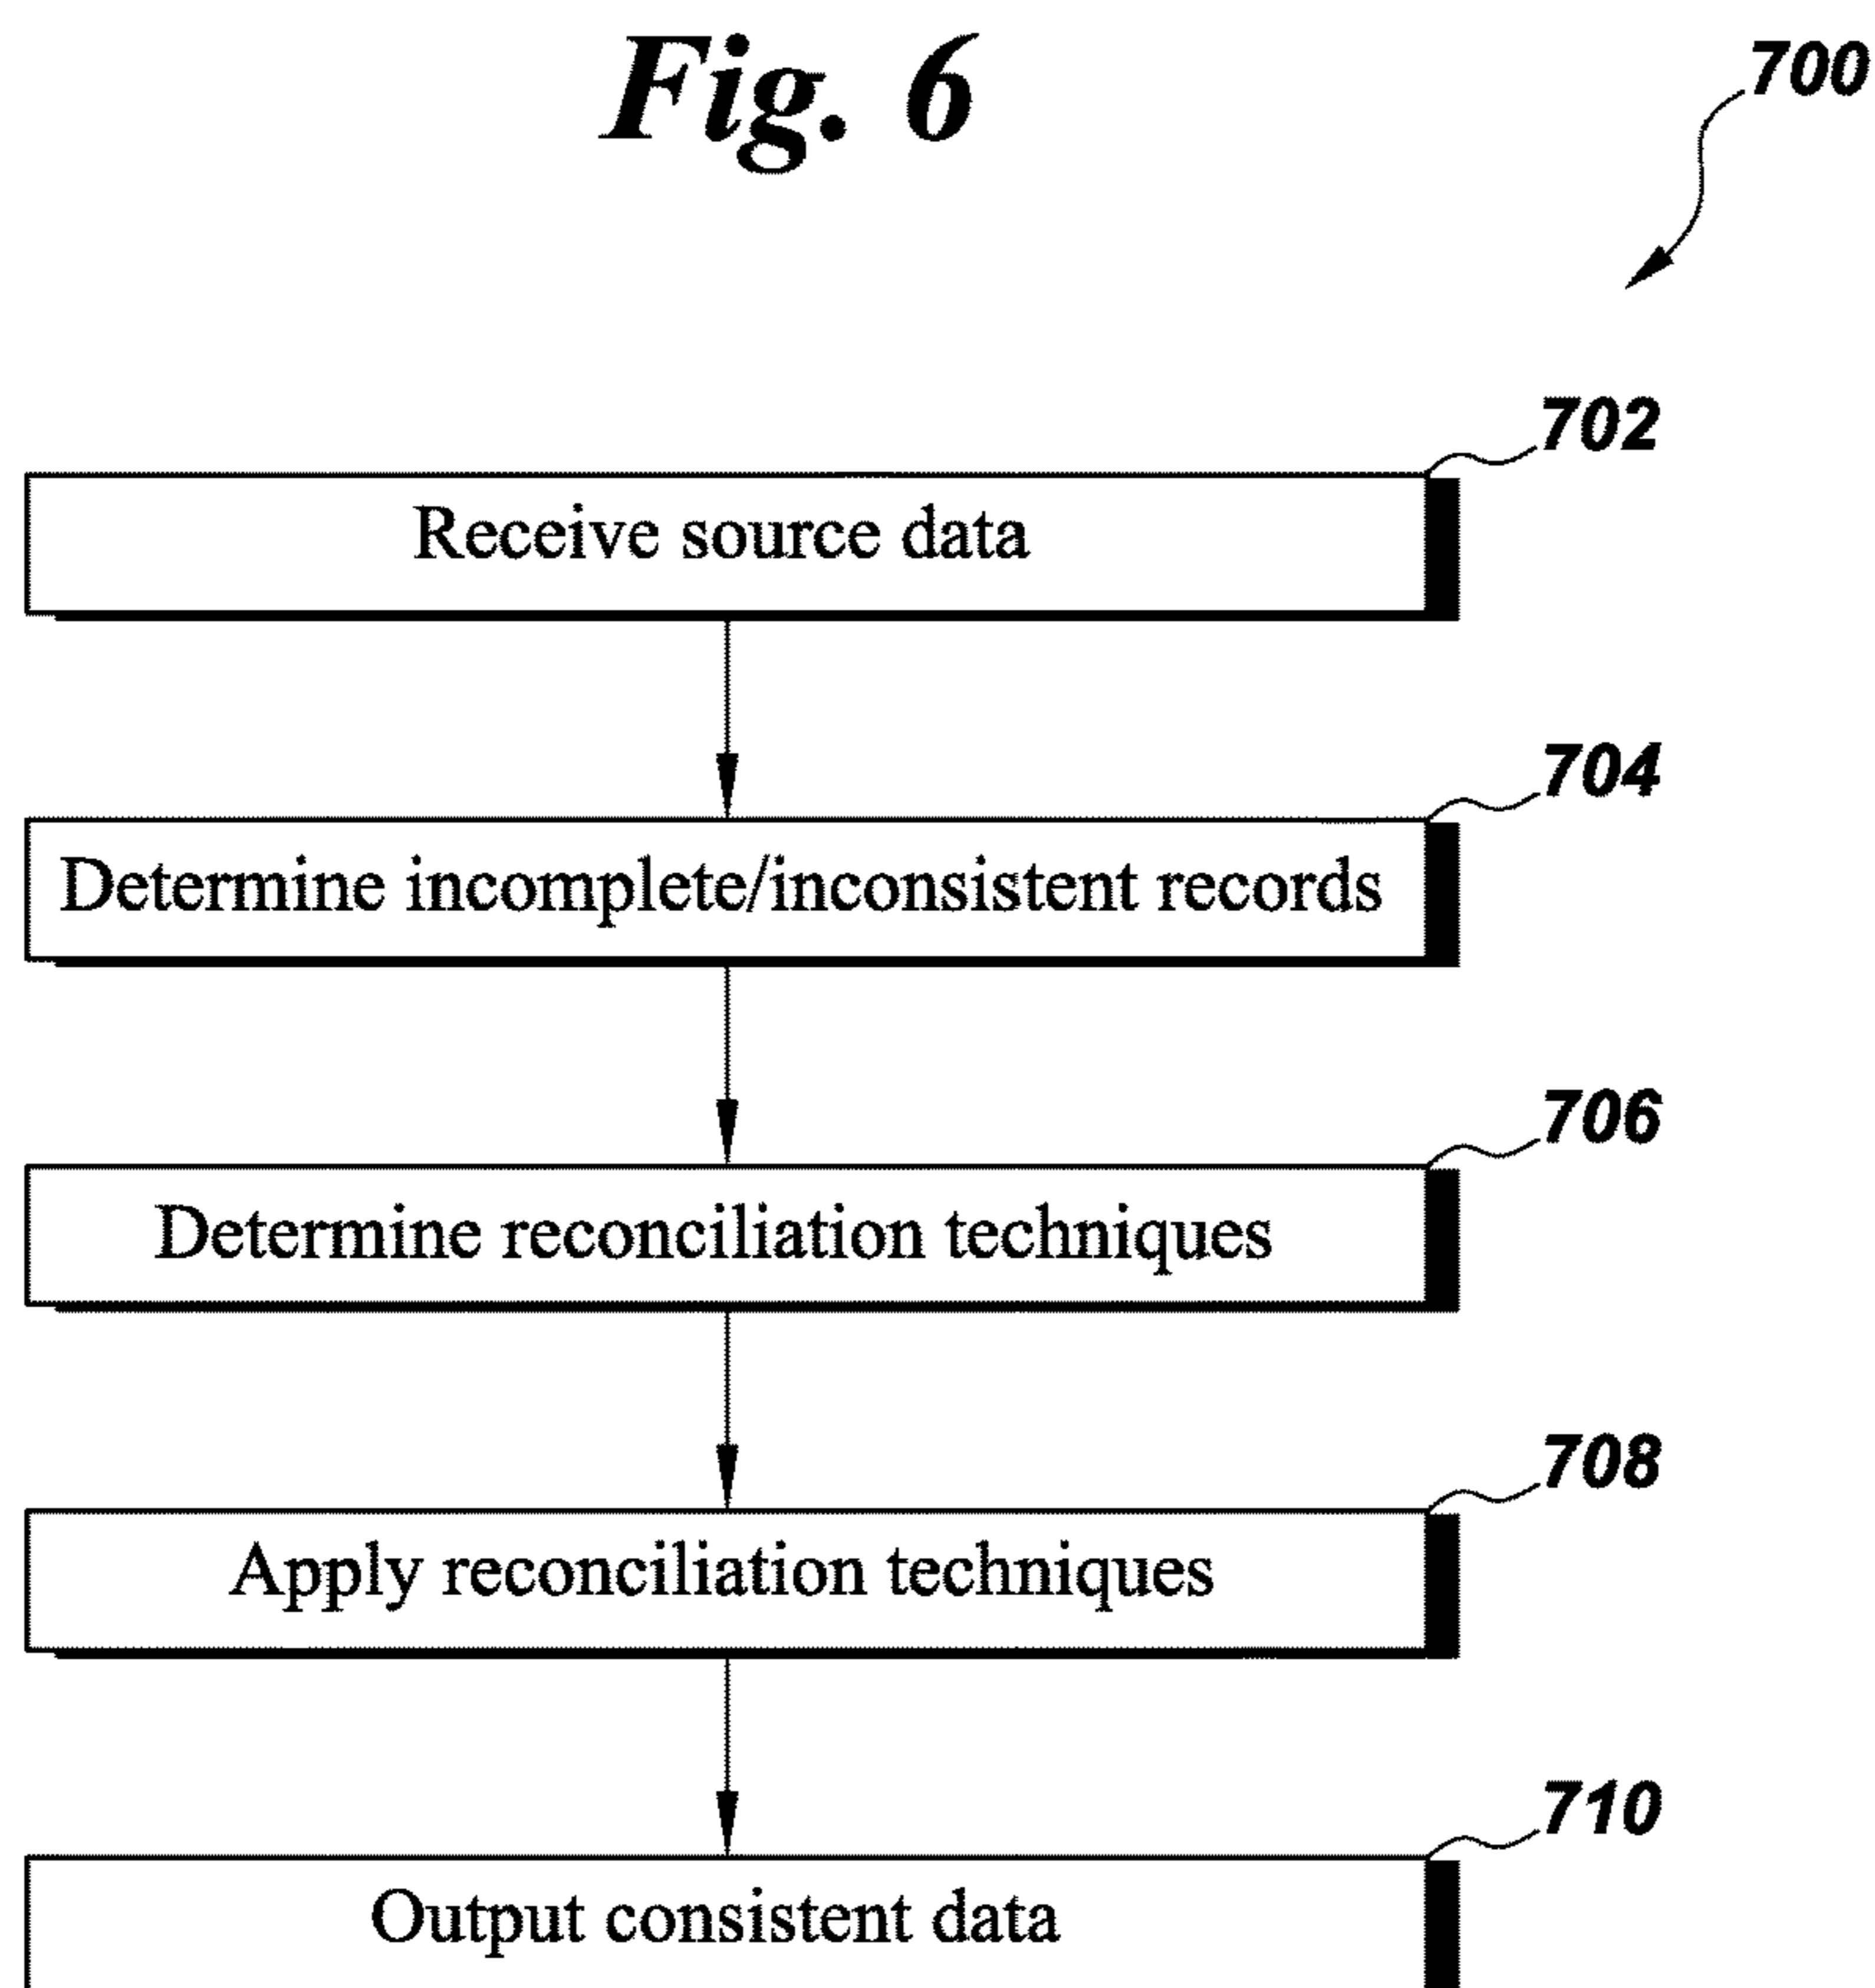 Fig. 6
700
702
Receive source data
704
Determine incomplete/inconsistent records
706
Determine reconciliation techniques
708
Apply reconciliation techniques
710
Output consistent data